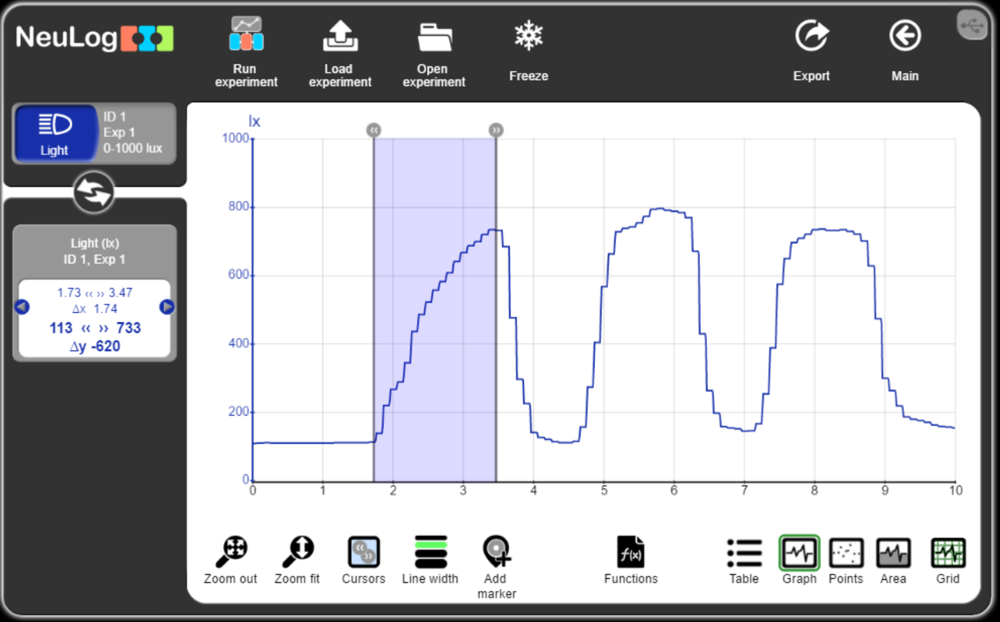 NeuLog
Run
experiment
Load
experiment
Open
experiment
Freeze
Export
Main
Light
ID 1
Exp 1
0-1000 lux
Light (lx)
ID 1, Exp 1
1.73 ‹‹ ›› 3.47
Δx 1.74
113 ‹‹ ›› 733
Δy -620
lx
‹‹ ››
1000
800
600
400
200
0
0 1 2 3 4 5 6 7 8 9 10
Zoom out
Zoom fit
Cursors
Line width
Add
marker
f(x)
Functions
Table
Graph
Points
Area
Grid